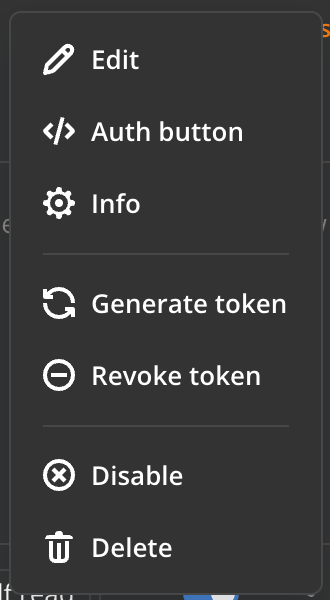 Edit
Auth button
Info
Generate token
Revoke token
Disable
Delete